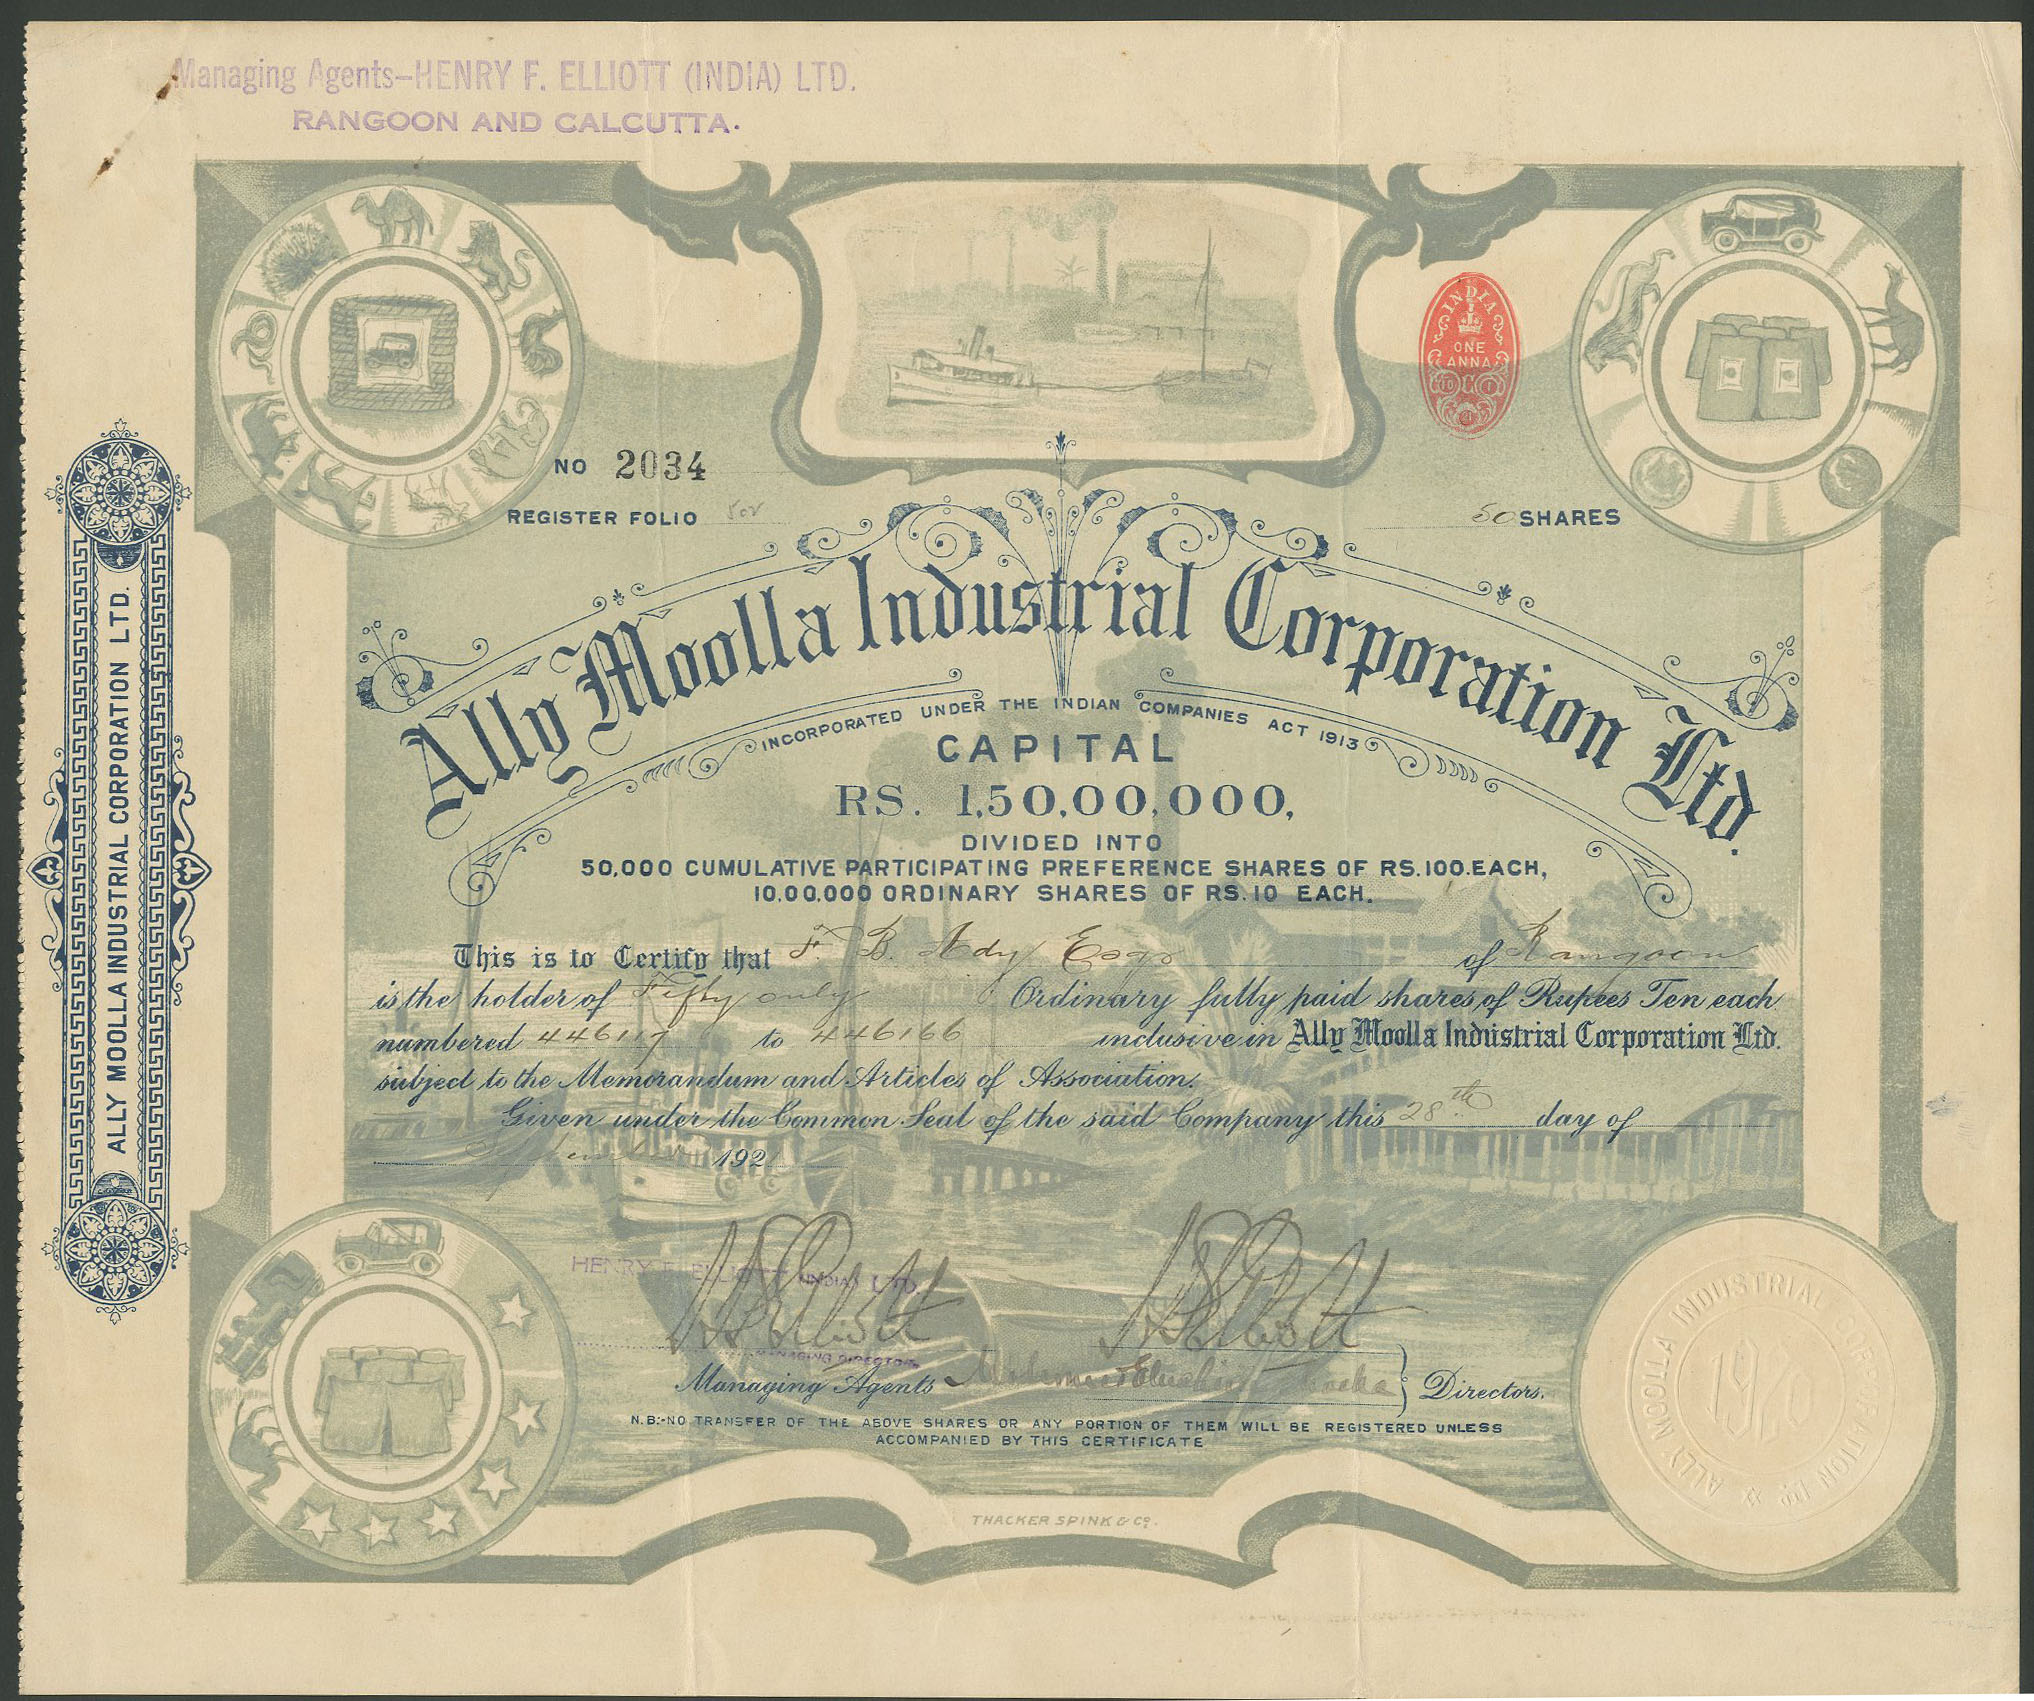 Managing Agents—HENRY F. ELLIOTT (INDIA) LTD.
RANGOON AND CALCUTTA.
INDIA
ONE
ANNA
NO 2034
REGISTER FOLIO
50 SHARES
Ally Moolla Industrial Corporation Ltd.
INCORPORATED UNDER THE INDIAN COMPANIES ACT 1913
CAPITAL
RS. 1,50,00,000,
DIVIDED INTO
50,000 CUMULATIVE PARTICIPATING PREFERENCE SHARES OF RS.100.EACH,
10,00,000 ORDINARY SHARES OF RS.10 EACH.
This is to Certify that F. B. Ady Esqr of Rangoon
is the holder of Fifty only Ordinary fully paid shares, of Rupees Ten each
numbered 446117 to 446166 inclusive in Ally Moolla Industrial Corporation Ltd.
subject to the Memorandum and Articles of Association.
Given under the Common Seal of the said Company this 28th day of
192
HENRY F. ELLIOTT (INDIA) LTD.
MANAGING DIRECTOR
Managing Agents
Directors.
N.B:-NO TRANSFER OF THE ABOVE SHARES OR ANY PORTION OF THEM WILL BE REGISTERED UNLESS
ACCOMPANIED BY THIS CERTIFICATE
THACKER SPINK & CO.
ALLY MOOLLA INDUSTRIAL CORPORATION LTD.
ALLY MOOLLA INDUSTRIAL CORPORATION LTD